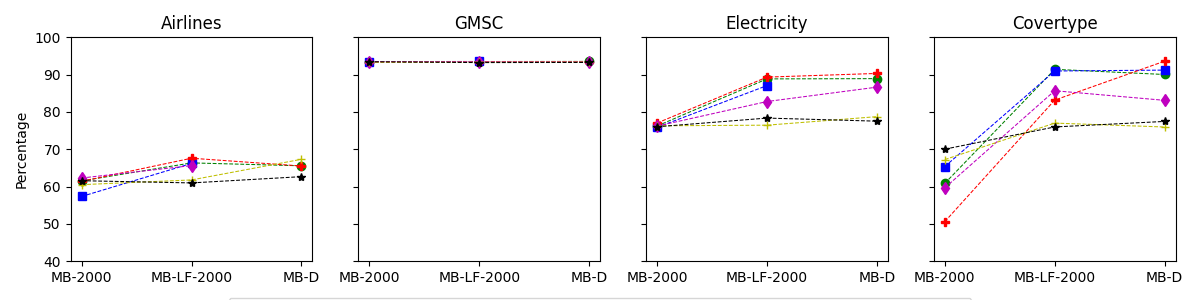 Airlines GMSC Electricity Covertype
Percentage
100
90
80
70
60
50
40
MB-2000 MB-LF-2000 MB-D MB-2000 MB-LF-2000 MB-D MB-2000 MB-LF-2000 MB-D MB-2000 MB-LF-2000 MB-D